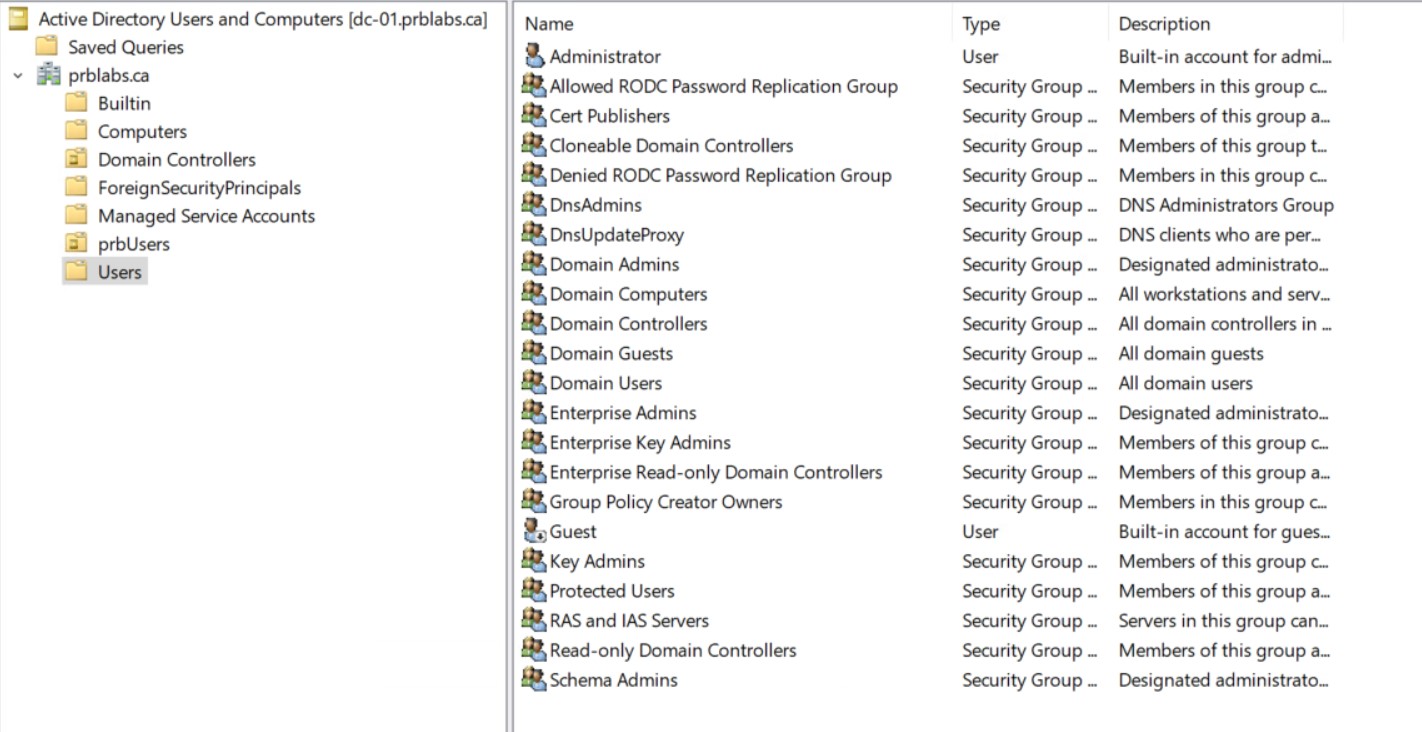 Active Directory Users and Computers [dc-01.prblabs.ca]
Saved Queries
prblabs.ca
Builtin
Computers
Domain Controllers
ForeignSecurityPrincipals
Managed Service Accounts
prbUsers
Users
Name Type Description
Administrator User Built-in account for admi...
Allowed RODC Password Replication Group Security Group ... Members in this group c...
Cert Publishers Security Group ... Members of this group a...
Cloneable Domain Controllers Security Group ... Members of this group t...
Denied RODC Password Replication Group Security Group ... Members in this group c...
DnsAdmins Security Group ... DNS Administrators Group
DnsUpdateProxy Security Group ... DNS clients who are per...
Domain Admins Security Group ... Designated administrato...
Domain Computers Security Group ... All workstations and serv...
Domain Controllers Security Group ... All domain controllers in ...
Domain Guests Security Group ... All domain guests
Domain Users Security Group ... All domain users
Enterprise Admins Security Group ... Designated administrato...
Enterprise Key Admins Security Group ... Members of this group c...
Enterprise Read-only Domain Controllers Security Group ... Members of this group a...
Group Policy Creator Owners Security Group ... Members in this group c...
Guest User Built-in account for gues...
Key Admins Security Group ... Members of this group c...
Protected Users Security Group ... Members of this group a...
RAS and IAS Servers Security Group ... Servers in this group can...
Read-only Domain Controllers Security Group ... Members of this group a...
Schema Admins Security Group ... Designated administrato...